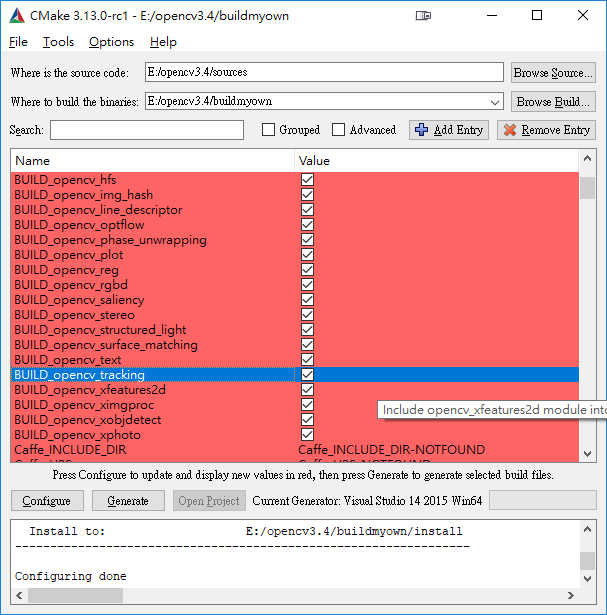 CMake 3.13.0-rc1 - E:/opencv3.4/buildmyown
File Tools Options Help
Where is the source code: E:/opencv3.4/sources Browse Source...
Where to build the binaries: E:/opencv3.4/buildmyown Browse Build...
Search: Grouped Advanced Add Entry Remove Entry
Name Value
BUILD_opencv_hfs
BUILD_opencv_img_hash
BUILD_opencv_line_descriptor
BUILD_opencv_optflow
BUILD_opencv_phase_unwrapping
BUILD_opencv_plot
BUILD_opencv_reg
BUILD_opencv_rgbd
BUILD_opencv_saliency
BUILD_opencv_stereo
BUILD_opencv_structured_light
BUILD_opencv_surface_matching
BUILD_opencv_text
BUILD_opencv_tracking
BUILD_opencv_xfeatures2d
BUILD_opencv_ximgproc
Include opencv_xfeatures2d module into
BUILD_opencv_xobjdetect
BUILD_opencv_xphoto
Caffe_INCLUDE_DIR Caffe_INCLUDE_DIR-NOTFOUND
Press Configure to update and display new values in red, then press Generate to generate selected build files.
Configure Generate Open Project Current Generator: Visual Studio 14 2015 Win64
Install to: E:/opencv3.4/buildmyown/install
-----------------------------------------------------------------
Configuring done